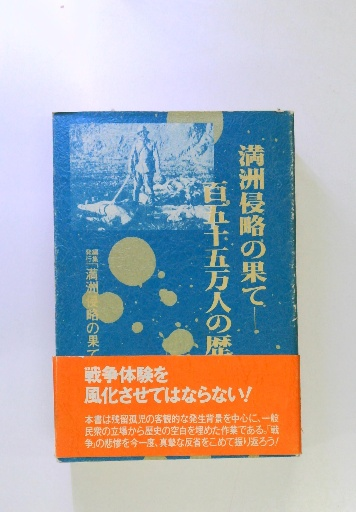 満洲侵略の果て―
百五十五万人の歴
編集
発行
「満洲侵略の果て
戦争体験を
風化させてはならない!
本書は残留孤児の客観的な発生背景を中心に、一般
民衆の立場から歴史の空白を埋めた作業である。「戦
争」の悲惨を今一度、真摯な反省をこめて振り返ろう!